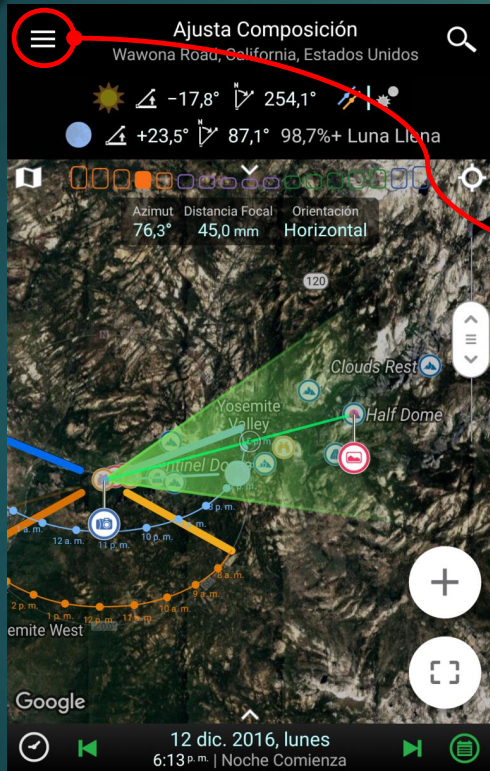 Ajusta Composición
Wawona Road, California, Estados Unidos
−17,8° N 254,1°
+23,5° N 87,1° 98,7%+ Luna Llena
Azimut Distancia Focal Orientación
76,3° 45,0 mm Horizontal
120
Clouds Rest
Yosemite
Valley
Half Dome
p. m.
12 a. m.
11 p. m.
10 p. m.
8 a. m.
9 a. m.
10 a. m.
12 p. m.
1 p. m.
2 p. m.
emite West
Google
12 dic. 2016, lunes
6:13 p. m. | Noche Comienza